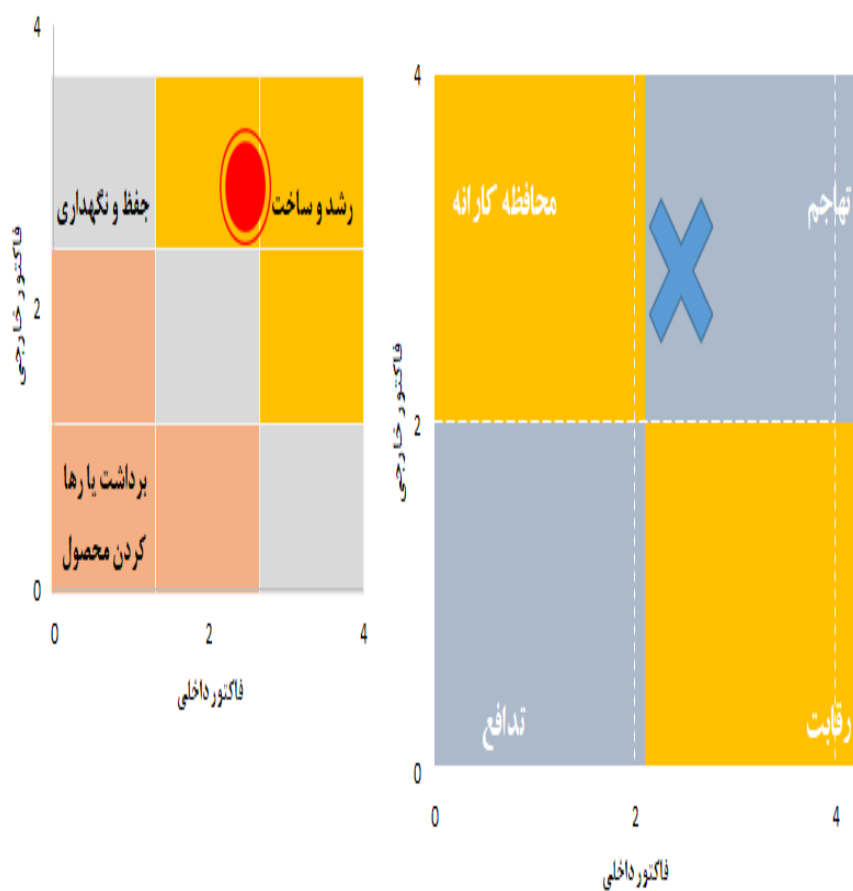 4
جفظ و نگهداری
رشد و ساخت
2
برداشت یا رها
کردن محصول
0
0
2
4
فاکتور خارجی
فاکتور داخلی
4
محافظه کارانه
تهاجم
2
تدافع
رقابت
0
0
2
4
فاکتور خارجی
فاکتور داخلی